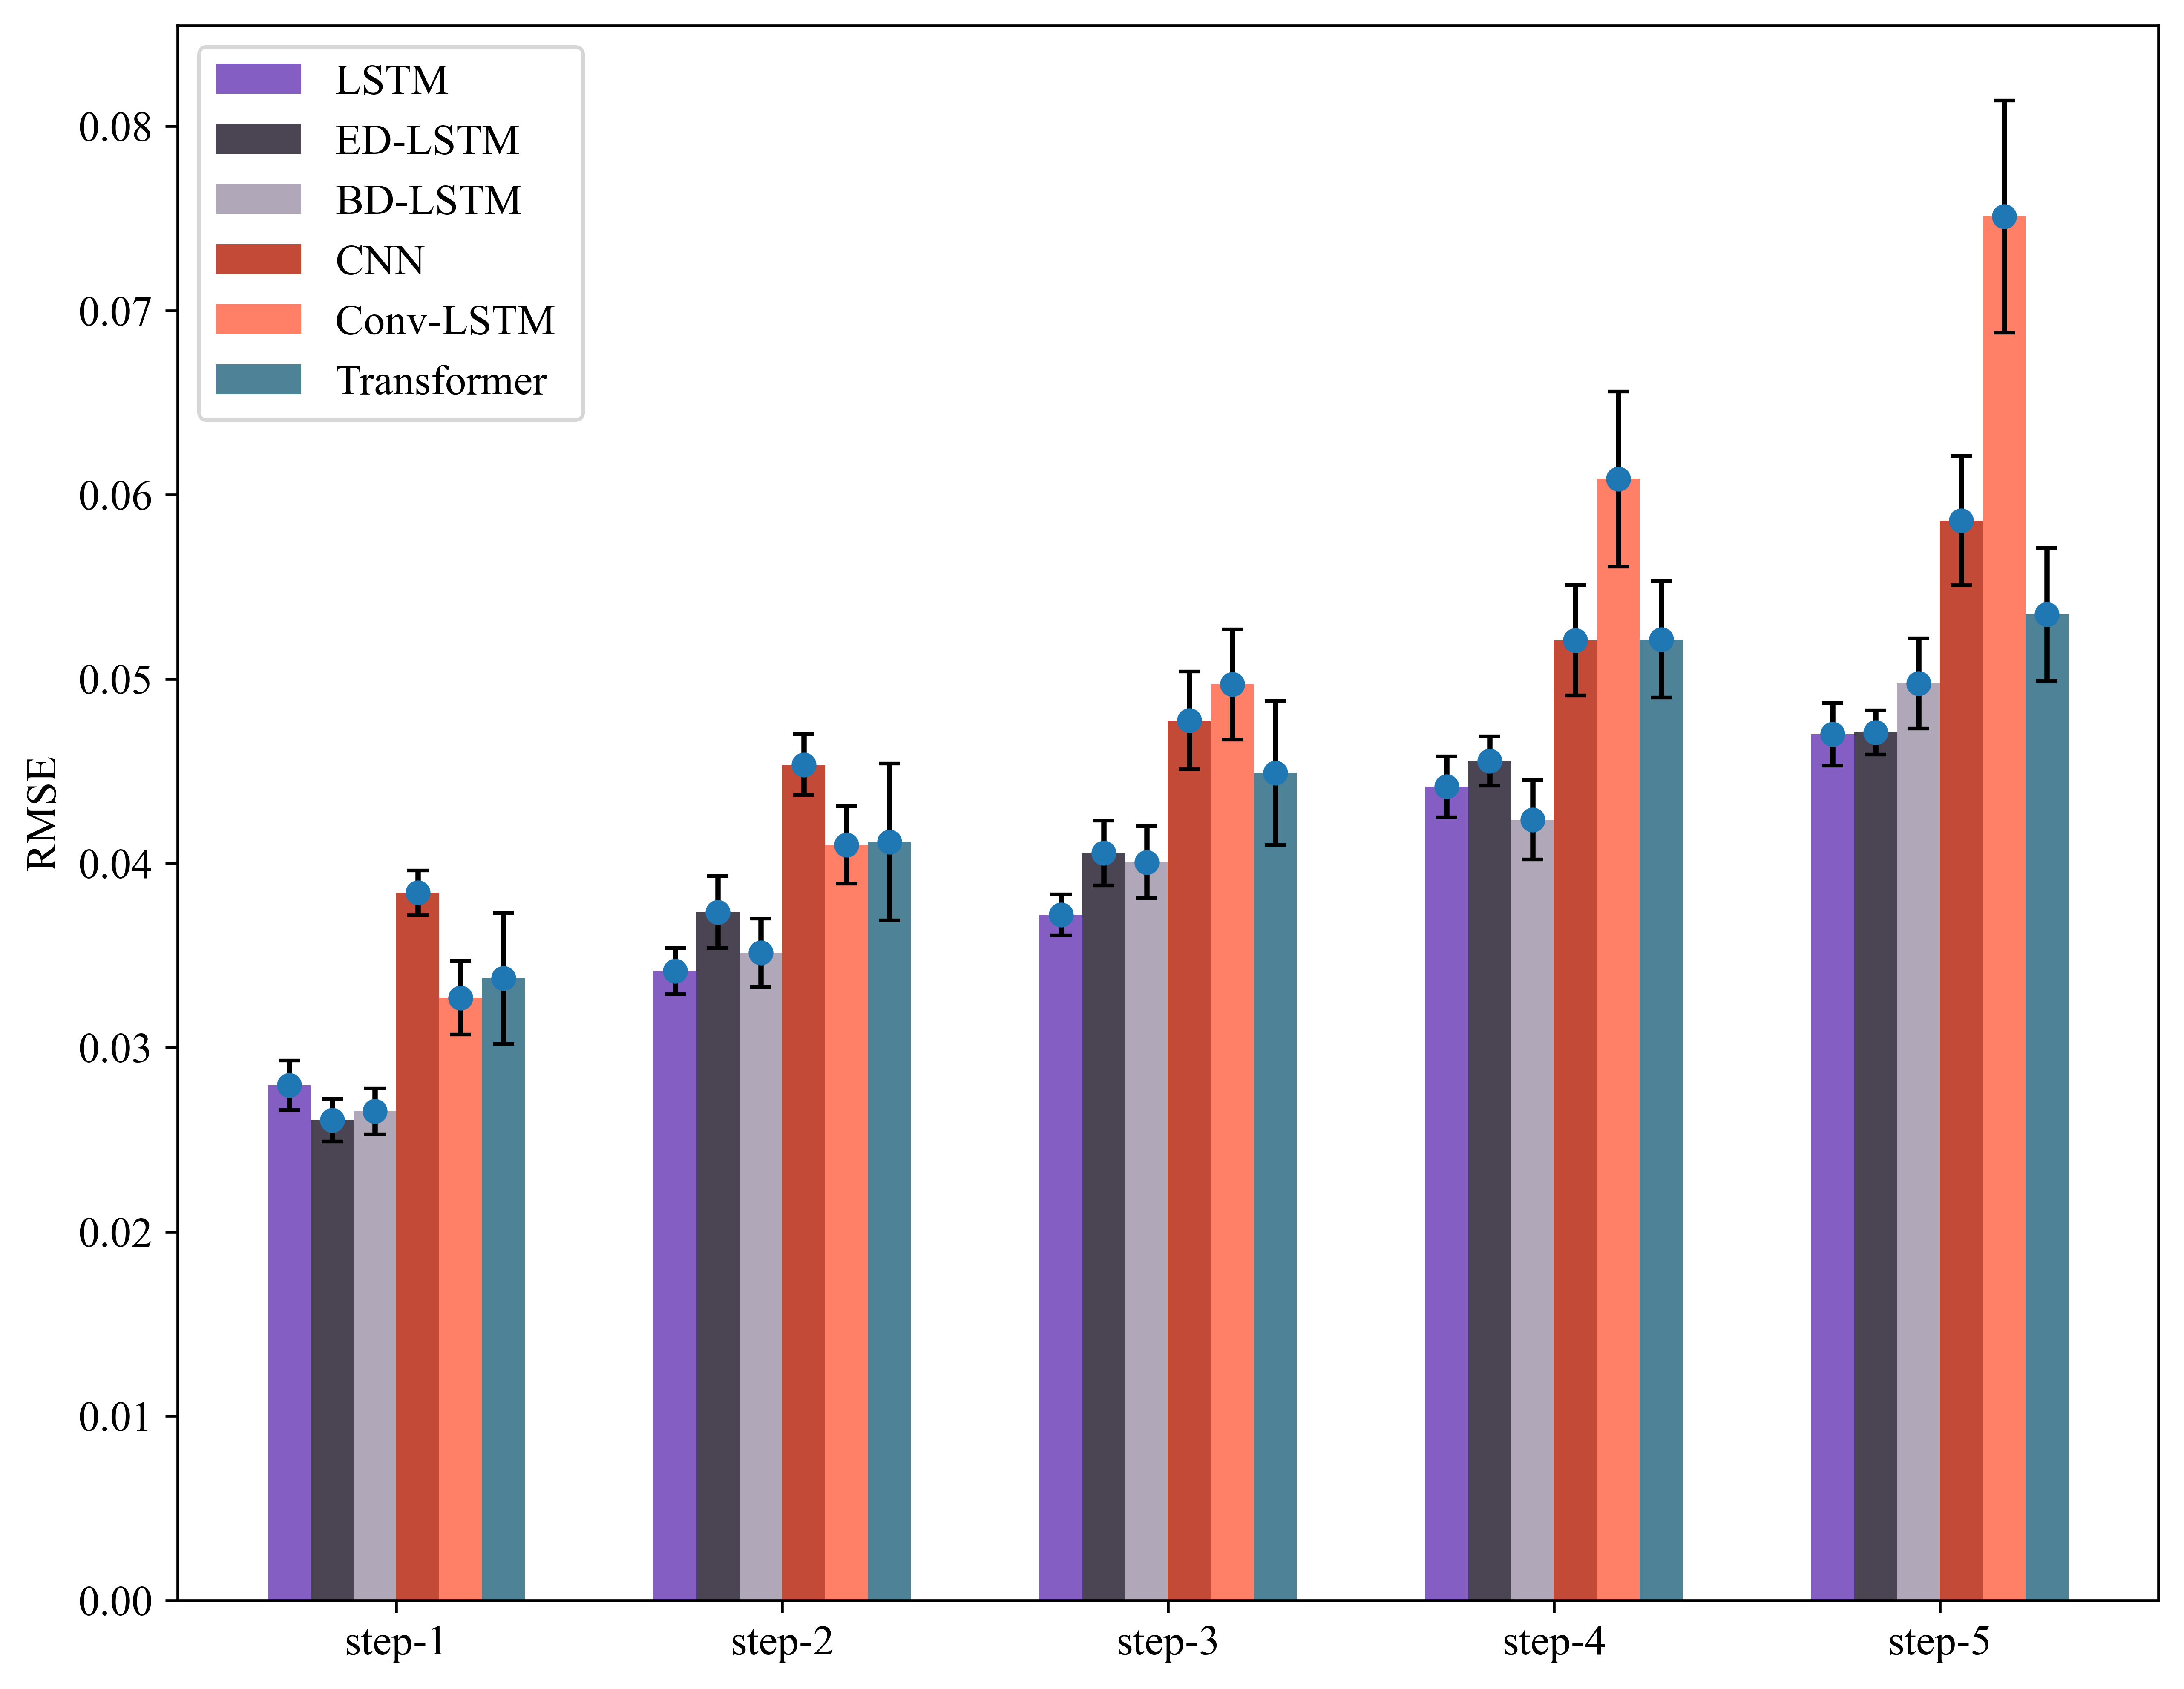 LSTM
ED-LSTM
BD-LSTM
CNN
Conv-LSTM
Transformer
RMSE
0.08
0.07
0.06
0.05
0.04
0.03
0.02
0.01
0.00
step-1 step-2 step-3 step-4 step-5